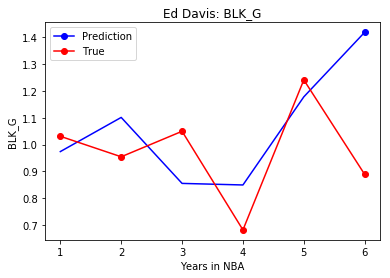 Ed Davis: BLK_G
Prediction
True
BLK_G
1.4
1.3
1.2
1.1
1.0
0.9
0.8
0.7
1 2 3 4 5 6
Years in NBA